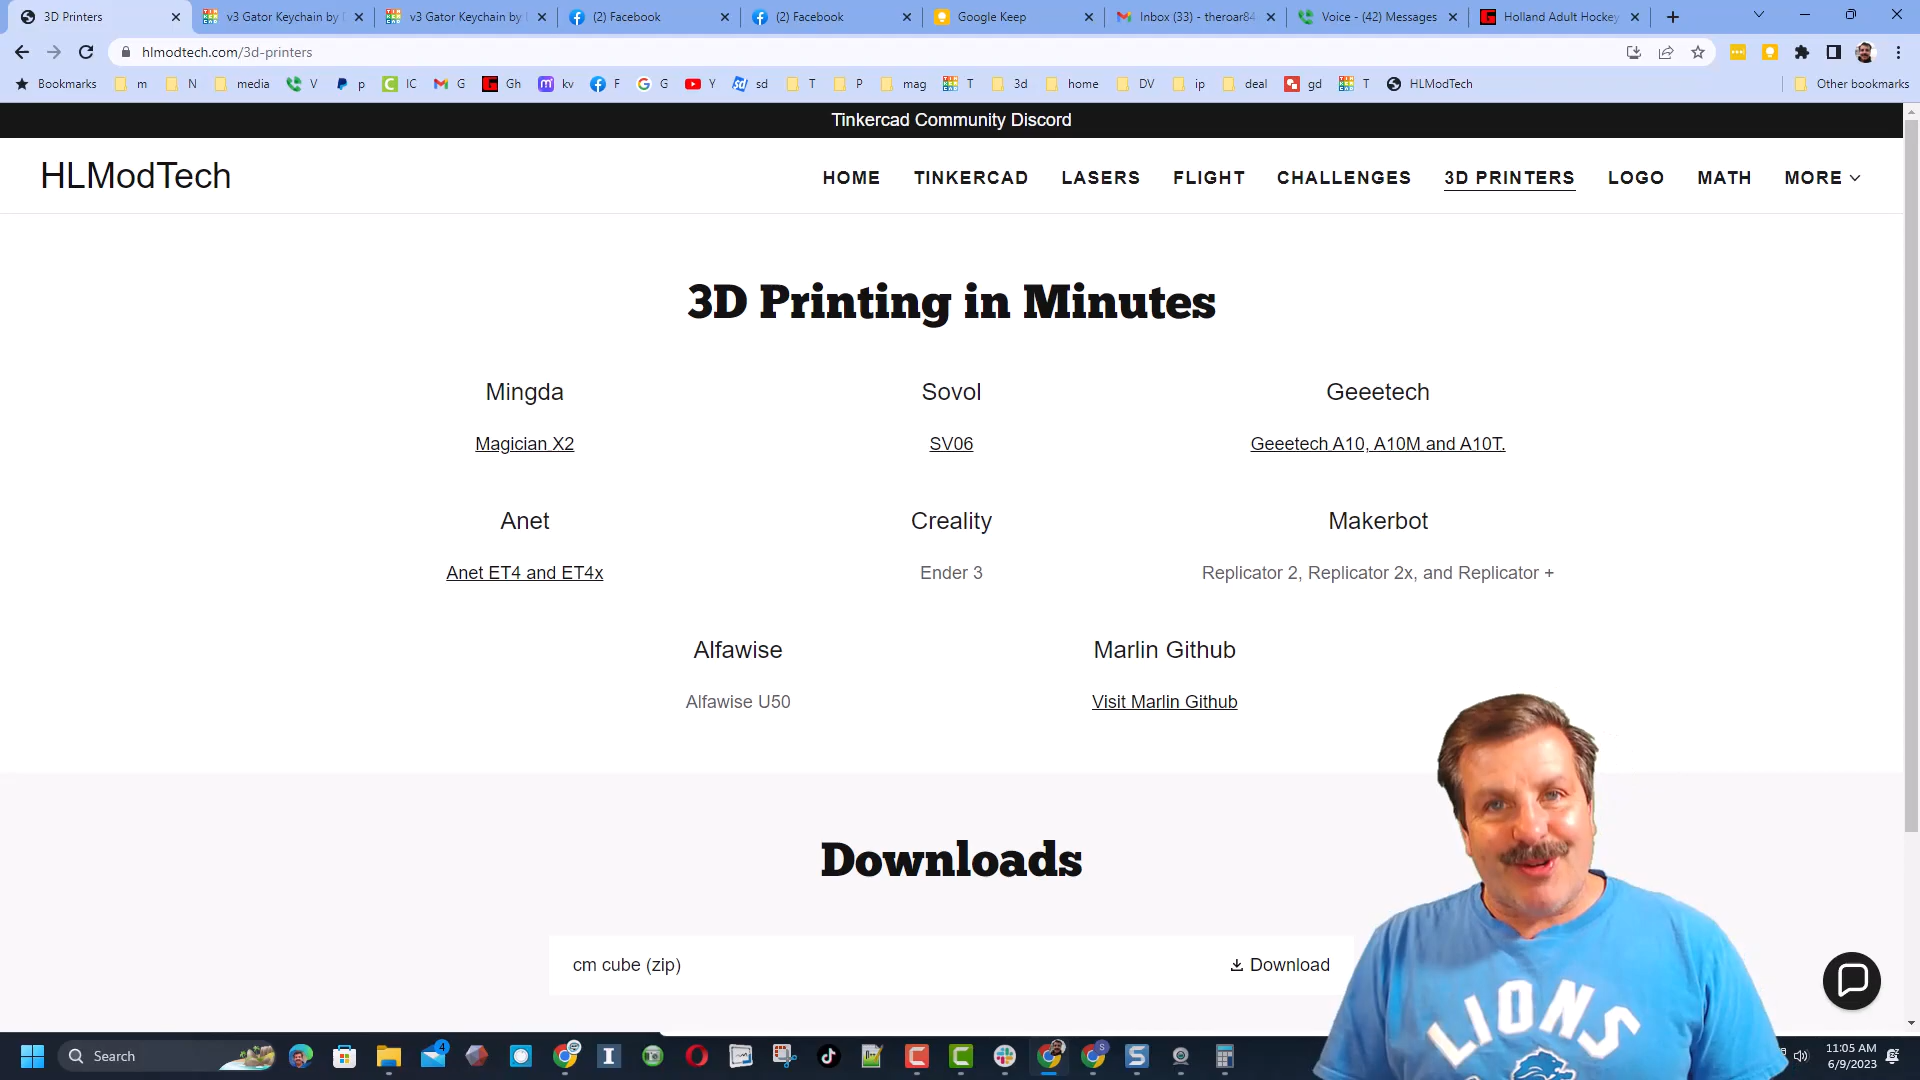 3D Printers
v3 Gator Keychain by
v3 Gator Keychain by
(2) Facebook
(2) Facebook
Google Keep
Inbox (33) - theroar84
Voice - (42) Messages
Holland Adult Hockey
hlmodtech.com/3d-printers
Bookmarks
m
N
media
V
p
IC
G
Gh
kv
F
G
Y
sd
T
P
mag
T
3d
home
DV
ip
deal
gd
T
HLModTech
Other bookmarks
Tinkercad Community Discord
HLModTech
HOME
TINKERCAD
LASERS
FLIGHT
CHALLENGES
3D PRINTERS
LOGO
MATH
MORE
3D Printing in Minutes
Mingda
Sovol
Geeetech
Magician X2
SV06
Geeetech A10, A10M and A10T.
Anet
Creality
Makerbot
Anet ET4 and ET4x
Ender 3
Replicator 2, Replicator 2x, and Replicator +
Alfawise
Marlin Github
Alfawise U50
Visit Marlin Github
Downloads
cm cube (zip)
Download
LIONS
Search
4
11:05 AM
6/9/2023